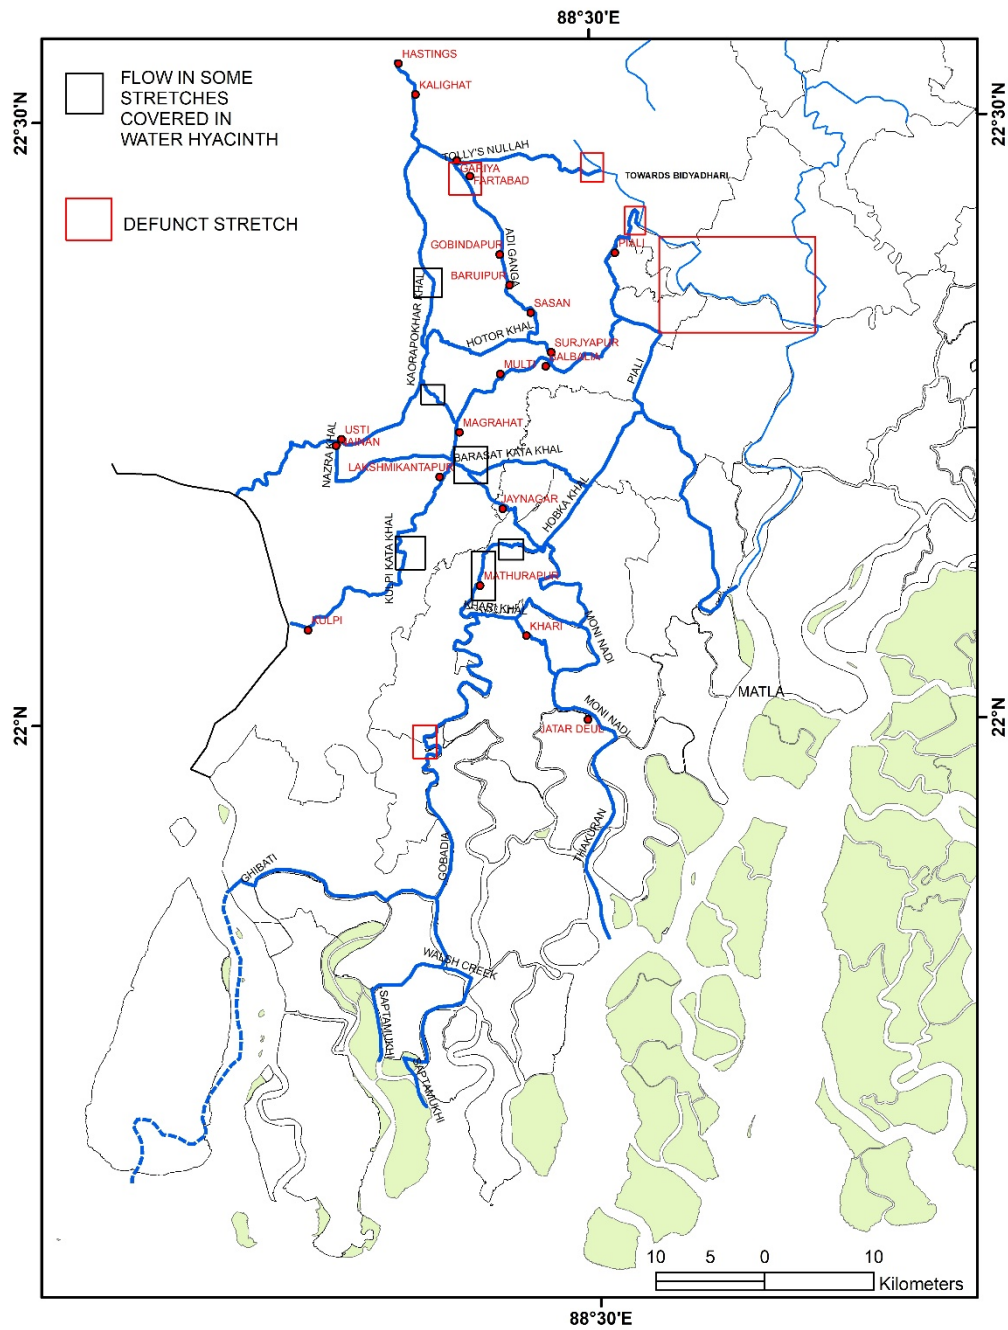 88°30'E
HASTINGS
FLOW IN SOME
STRETCHES
COVERED IN
WATER HYACINTH
KALIGHAT
22°30'N
22°30'N
TOLLY'S NULLAH
GARIYA
FARTABAD
TOWARDS BIDYADHARI
DEFUNCT STRETCH
ADI GANGA
GOBINDAPUR
PIALI
BARUIPUR
KAORAPOKHAR KHAL
SASAN
HOTOR KHAL
SURJYAPUR
MULTI
PIALI
MAGRAHAT
USTI
NAZRA KHAL
BARASAT KATA KHAL
LAKSHMIKANTAPUR
JAYNAGAR
HOBKA KHAL
KULPI KATA KHAL
MATHURAPUR
KULPI
KHARI
MONI NADI
MATLA
MONI NADI
JATAR DEUL
22°N
22°N
THAKURAN
GOBADIA
GHIBATI
WALSH CREEK
SAPTAMUKHI
SAPTAMUKHI
10 5 0 10
Kilometers
88°30'E